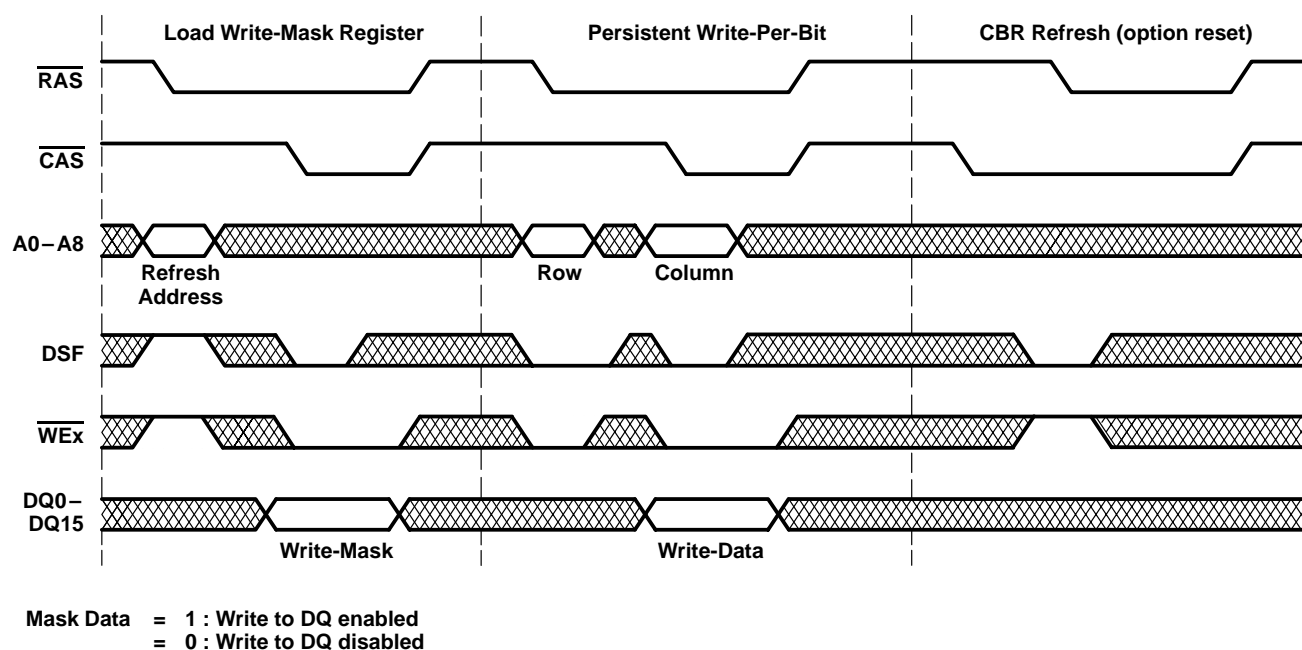 Load Write-Mask Register
Persistent Write-Per-Bit
CBR Refresh (option reset)
RAS
CAS
A0–A8
Refresh
Address
Row
Column
DSF
WEx
DQ0–
DQ15
Write-Mask
Write-Data
Mask Data = 1 : Write to DQ enabled
= 0 : Write to DQ disabled